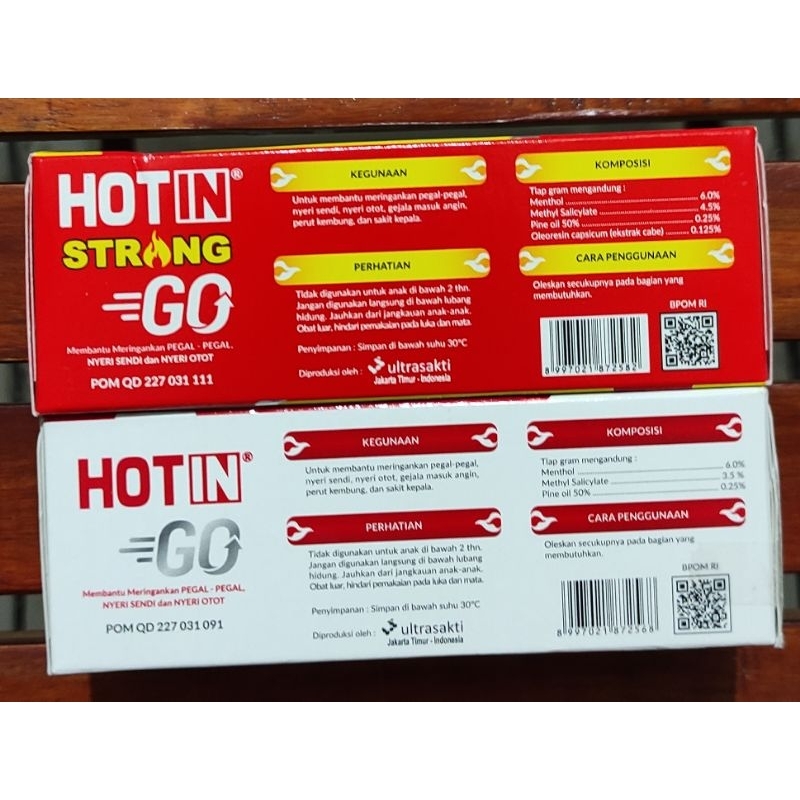 HOTIN®
STRONG
GO
Membantu Meringankan PEGAL - PEGAL,
NYERI SENDI dan NYERI OTOT
POM QD 227 031 111
KEGUNAAN
Untuk membantu meringankan pegal-pegal,
nyeri sendi, nyeri otot, gejala masuk angin,
perut kembung, dan sakit kepala.
PERHATIAN
Tidak digunakan untuk anak di bawah 2 thn.
Jangan digunakan langsung di bawah lubang
hidung. Jauhkan dari jangkauan anak-anak.
Obat luar, hindari pemakaian pada luka dan mata.
Penyimpanan : Simpan di bawah suhu 30°C
Diproduksi oleh : ultrasakti
Jakarta Timur - Indonesia
KOMPOSISI
Tiap gram mengandung :
Menthol 6.0%
Methyl Salicylate 4.5%
Pine oil 50% 0.25%
Oleoresin capsicum (ekstrak cabe) 0.125%
CARA PENGGUNAAN
Oleskan secukupnya pada bagian yang
membutuhkan.
BPOM RI
8 997021 872582
HOTIN®
GO
Membantu Meringankan PEGAL - PEGAL,
NYERI SENDI dan NYERI OTOT
POM QD 227 031 091
KEGUNAAN
Untuk membantu meringankan pegal-pegal,
nyeri sendi, nyeri otot, gejala masuk angin,
perut kembung, dan sakit kepala.
PERHATIAN
Tidak digunakan untuk anak di bawah 2 thn.
Jangan digunakan langsung di bawah lubang
hidung. Jauhkan dari jangkauan anak-anak.
Obat luar, hindari pemakaian pada luka dan mata.
Penyimpanan : Simpan di bawah suhu 30°C
Diproduksi oleh : ultrasakti
Jakarta Timur - Indonesia
KOMPOSISI
Tiap gram mengandung :
Menthol 6.0%
Methyl Salicylate 3.5 %
Pine oil 50% 0.25%
CARA PENGGUNAAN
Oleskan secukupnya pada bagian yang
membutuhkan.
BPOM RI
8 997021 872568